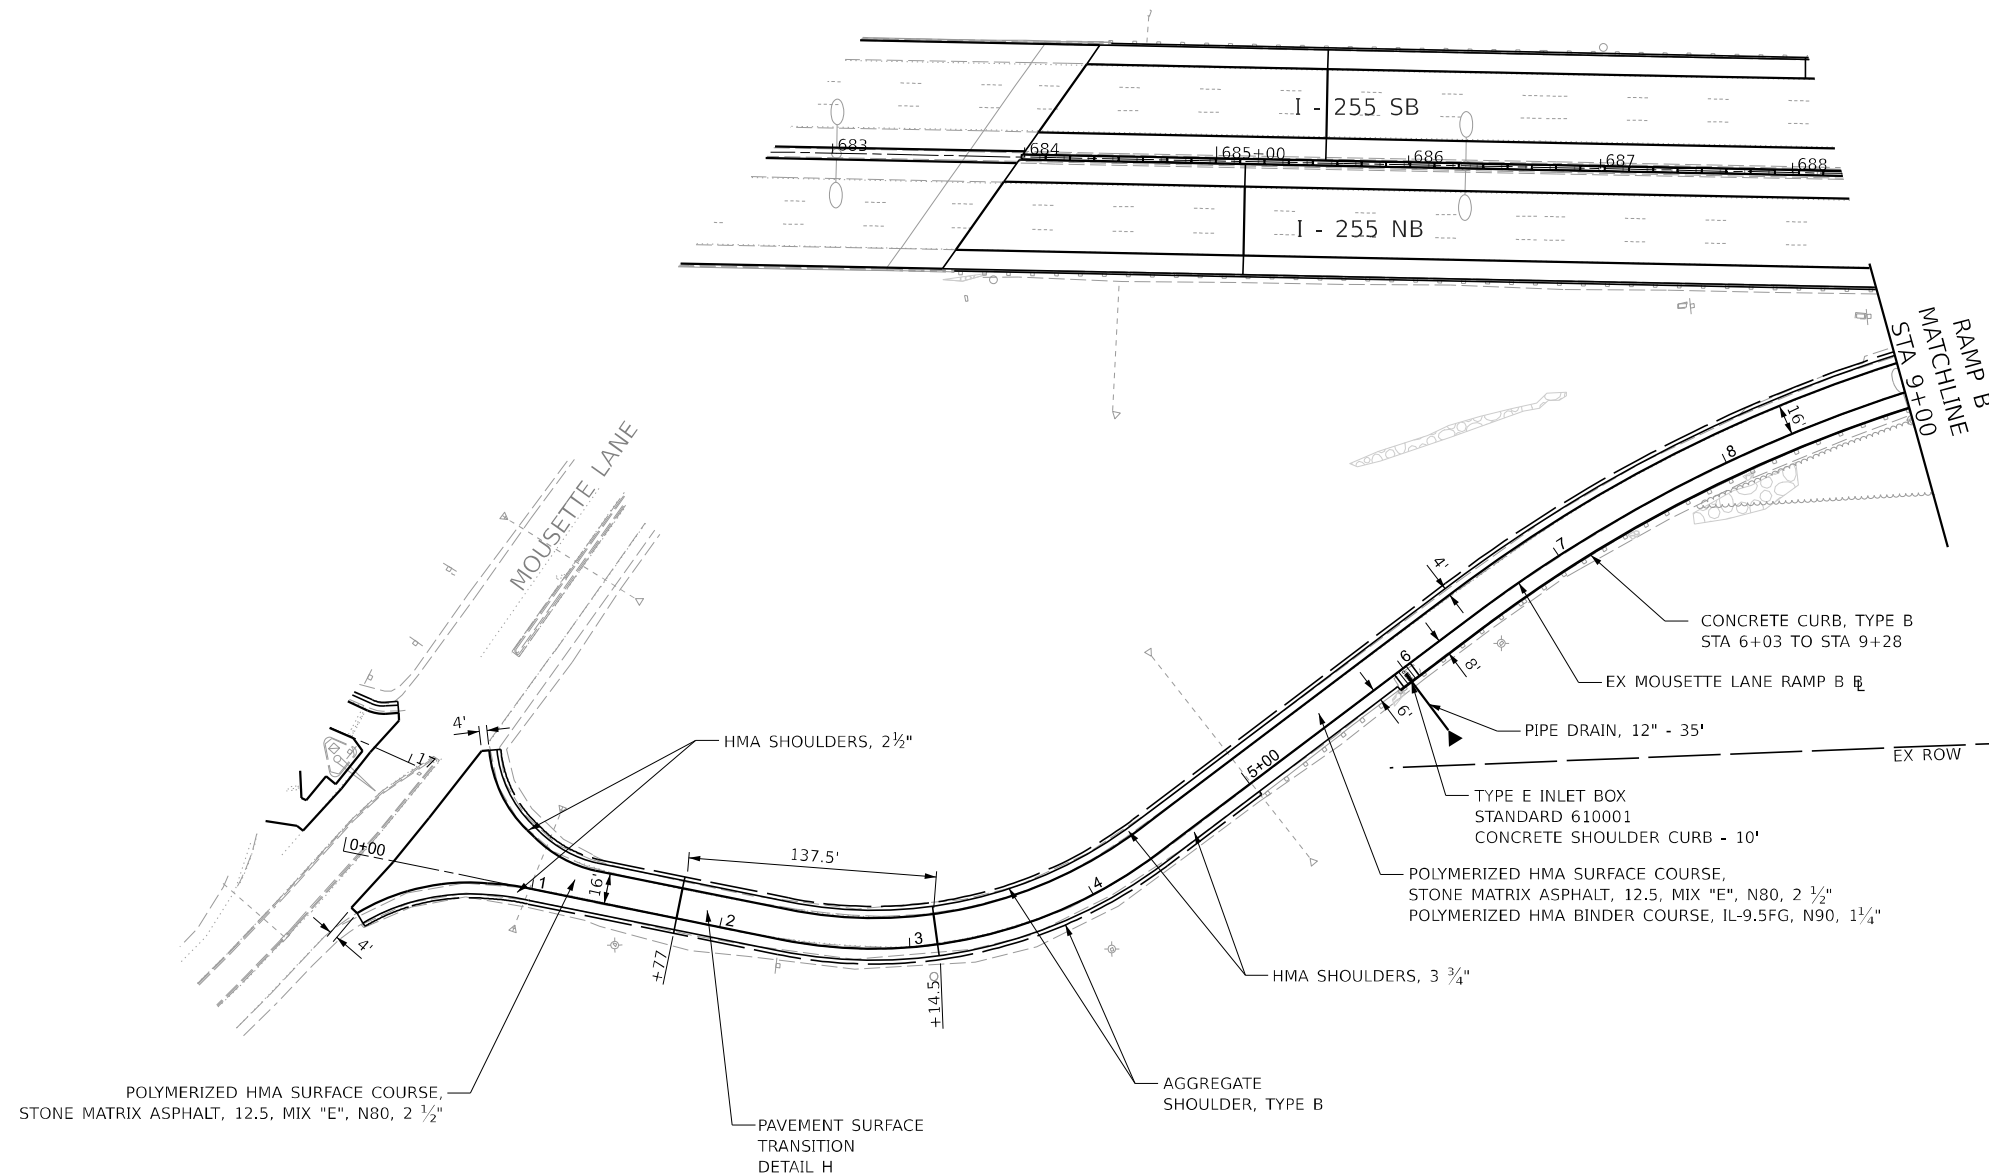 I - 255 SB
683
684
685+00
686
687
688
I - 255 NB
RAMP B
MATCHLINE
STA 9+00
16'
8
MOUSETTE LANE
7
4'
CONCRETE CURB, TYPE B
STA 6+03 TO STA 9+28
6
8'
EX MOUSETTE LANE RAMP B ℄
6'
PIPE DRAIN, 12" - 35'
EX ROW
4'
17
HMA SHOULDERS, 2½"
5+00
TYPE E INLET BOX
STANDARD 610001
CONCRETE SHOULDER CURB - 10'
0+00
137.5'
POLYMERIZED HMA SURFACE COURSE,
STONE MATRIX ASPHALT, 12.5, MIX "E", N80, 2 ½"
POLYMERIZED HMA BINDER COURSE, IL-9.5FG, N90, 1¼"
1
16'
4
2
3
4'
+77
+14.5
HMA SHOULDERS, 3 ¾"
POLYMERIZED HMA SURFACE COURSE,
STONE MATRIX ASPHALT, 12.5, MIX "E", N80, 2 ½"
AGGREGATE
SHOULDER, TYPE B
PAVEMENT SURFACE
TRANSITION
DETAIL H